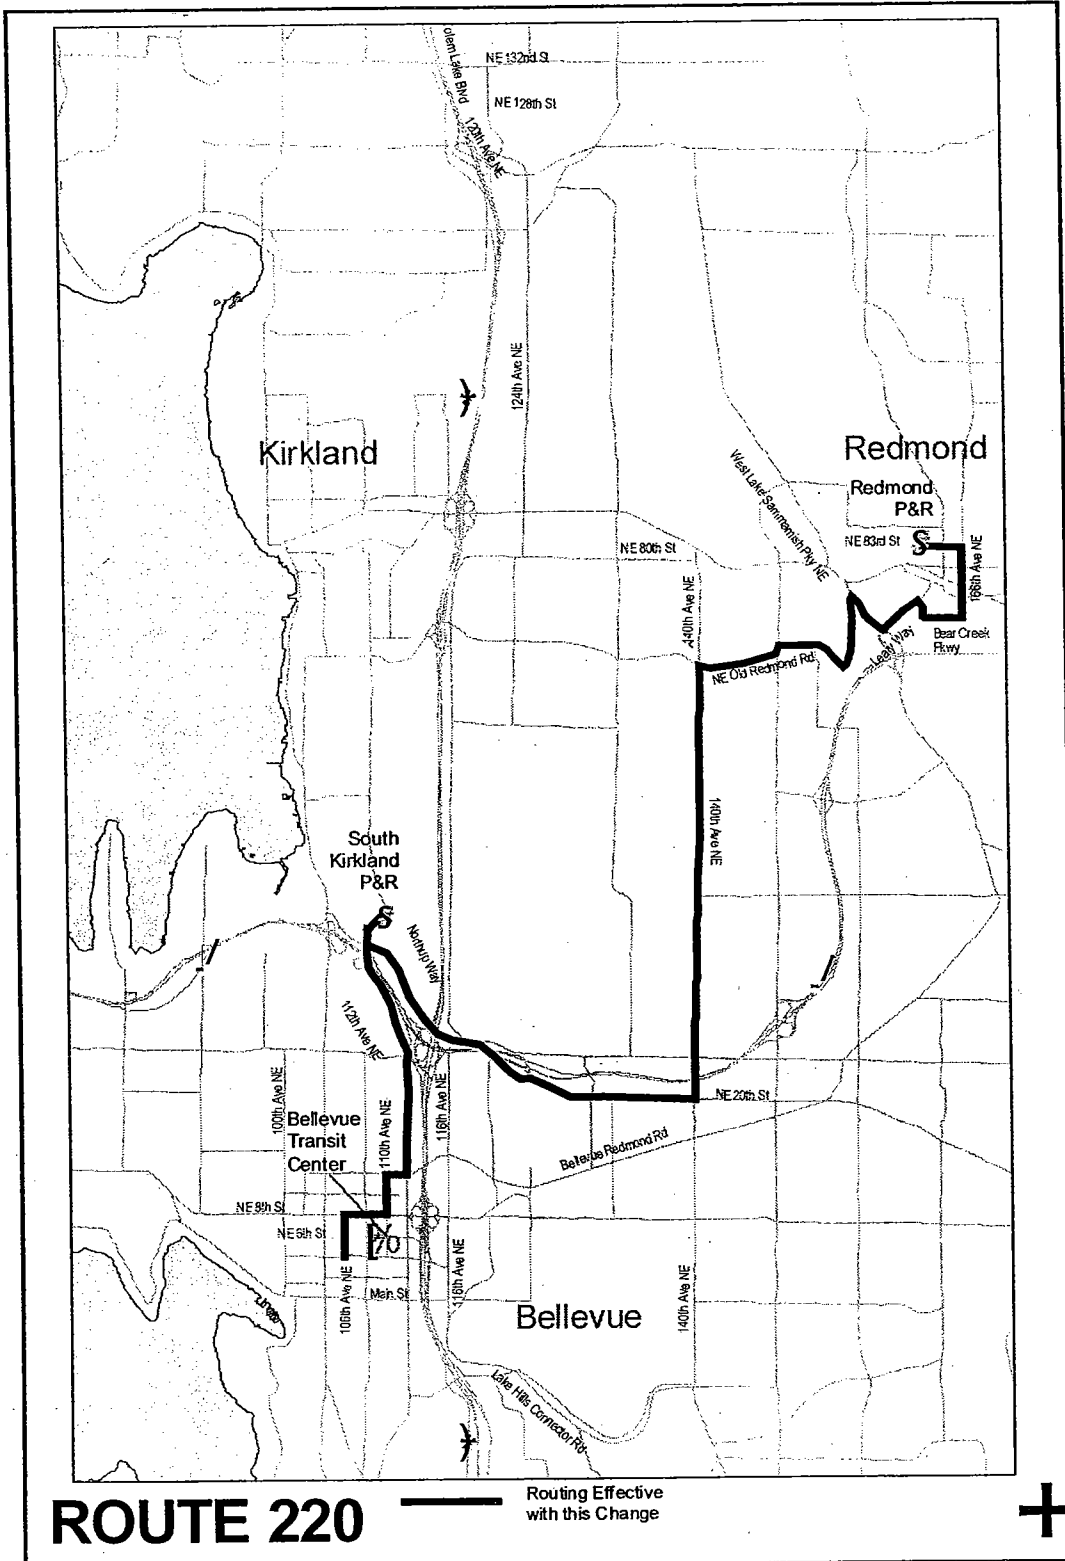 NE 132nd St
NE 128th St
120th Ave NE
124th Ave NE
Kirkland
Redmond
Redmond
P&R
West Lake Sammamish Pky NE
NE 83rd St
NE 80th St
166th Ave NE
140th Ave NE
Bear Creek
Pkwy
Leary Way
NE Old Redmond Rd
140th Ave NE
South
Kirkland
P&R
Northup Way
112th Ave NE
100th Ave NE
116th Ave NE
110th Ave NE
NE 20th St
Bellevue
Transit
Center
Bellevue Redmond Rd
NE 8th St
NE 6th St
106th Ave NE
Main St
116th Ave NE
140th Ave NE
Bellevue
Lake Hills Connector Rd
ROUTE 220
Routing Effective
with this Change